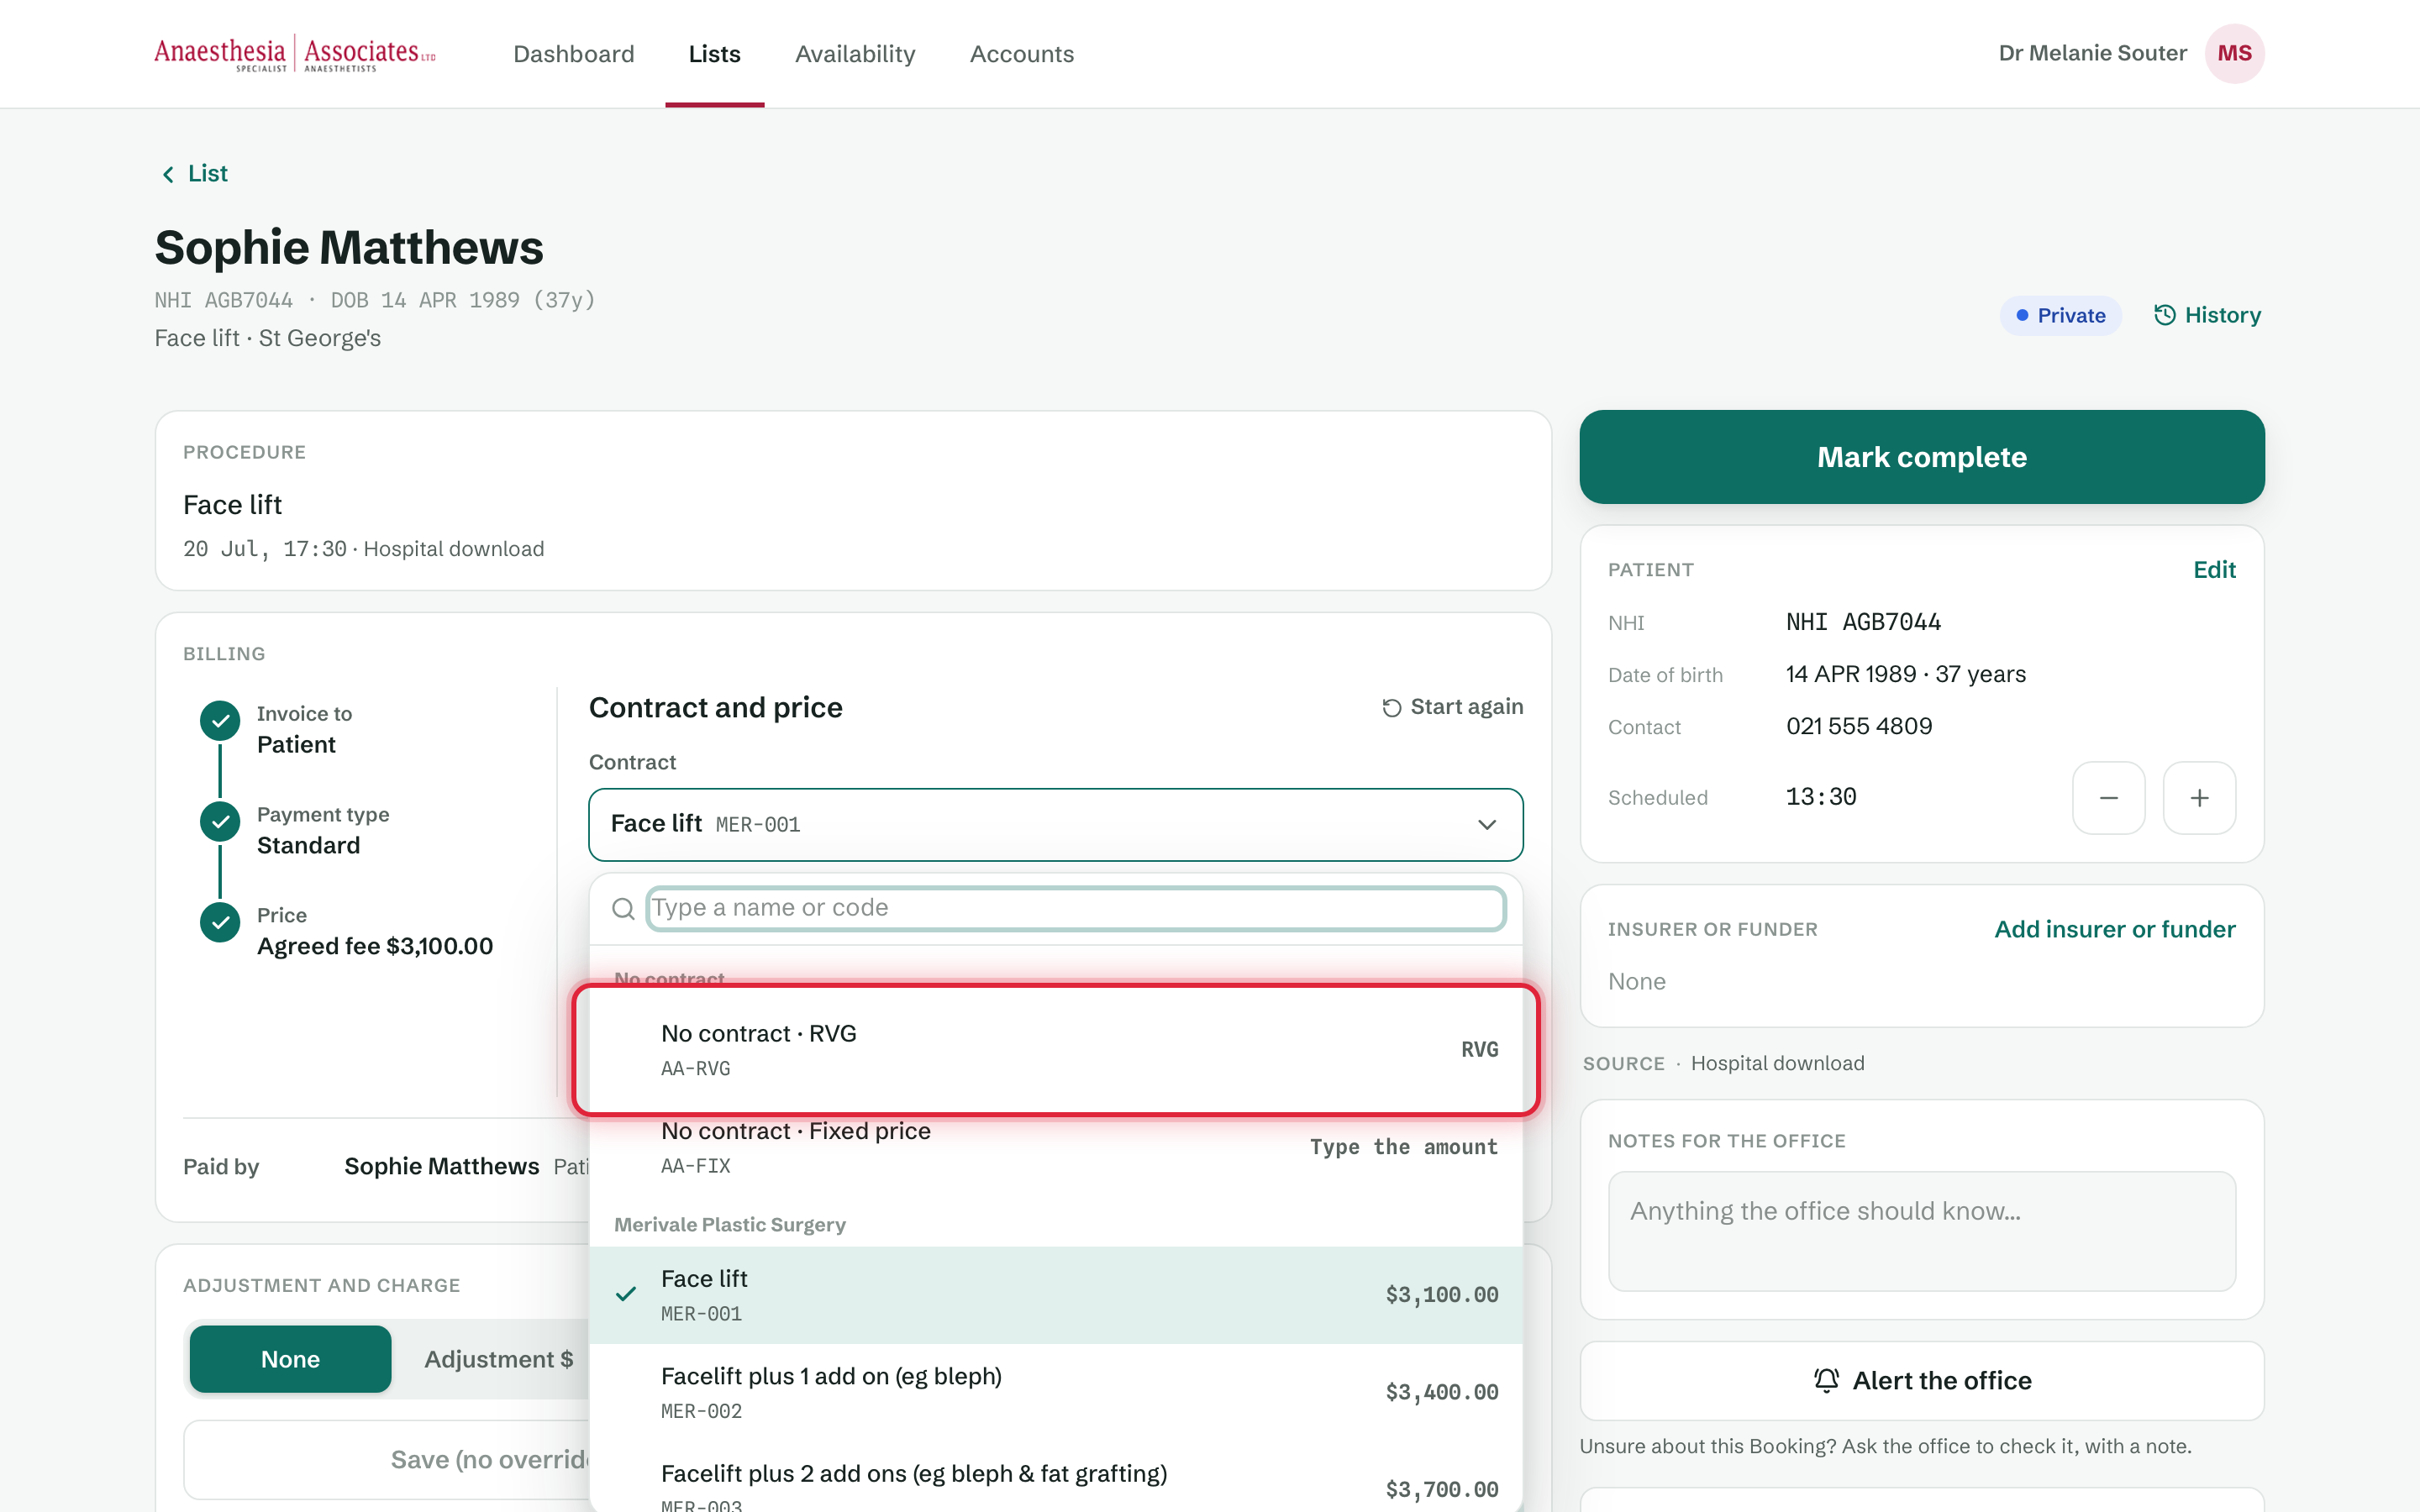 Anaesthesia Associates LTD
SPECIALIST ANAESTHETISTS
Dashboard Lists Availability Accounts
Dr Melanie Souter MS
List
Sophie Matthews
NHI AGB7044 · DOB 14 APR 1989 (37y)
Face lift · St George's
Private History
PROCEDURE
Face lift
20 Jul, 17:30 · Hospital download
BILLING
Invoice to
Patient
Payment type
Standard
Price
Agreed fee $3,100.00
Contract and price
Start again
Contract
Face lift MER-001
Type a name or code
No contract
No contract · RVG
AA-RVG
RVG
No contract · Fixed price
AA-FIX
Type the amount
Merivale Plastic Surgery
Face lift
MER-001
$3,100.00
Facelift plus 1 add on (eg bleph)
MER-002
$3,400.00
Facelift plus 2 add ons (eg bleph & fat grafting)
MER-003
$3,700.00
Paid by Sophie Matthews
ADJUSTMENT AND CHARGE
None Adjustment $
Save (no
Mark complete
PATIENT Edit
NHI NHI AGB7044
Date of birth 14 APR 1989 · 37 years
Contact 021 555 4809
Scheduled 13:30 − +
INSURER OR FUNDER Add insurer or funder
None
SOURCE · Hospital download
NOTES FOR THE OFFICE
Anything the office should know...
Alert the office
Unsure about this Booking? Ask the office to check it, with a note.